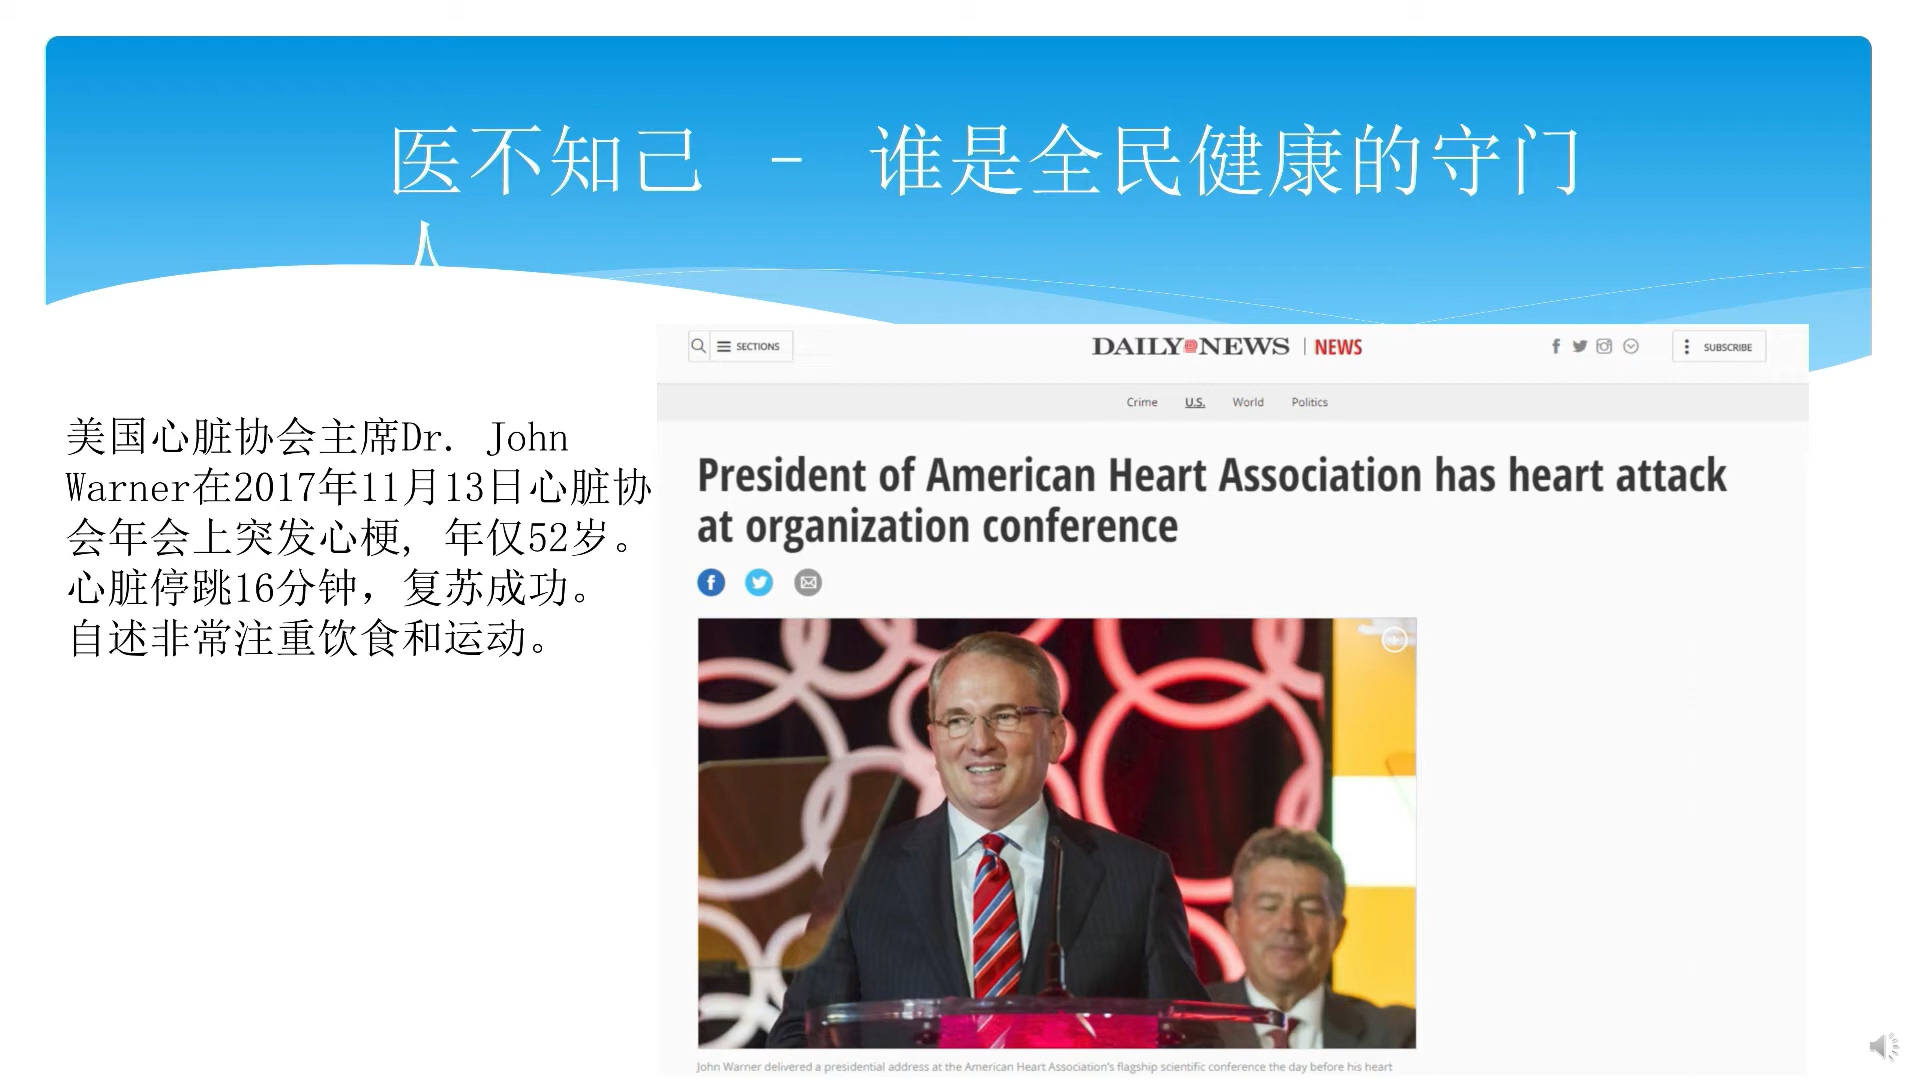 医不知己 - 谁是全民健康的守门
人
美国心脏协会主席Dr. John
Warner在2017年11月13日心脏协
会年会上突发心梗, 年仅52岁。
心脏停跳16分钟，复苏成功。
自述非常注重饮食和运动。
SECTIONS
DAILY NEWS | NEWS
SUBSCRIBE
Crime U.S. World Politics
President of American Heart Association has heart attack
at organization conference
John Warner delivered a presidential address at the American Heart Association's flagship scientific conference the day before his heart